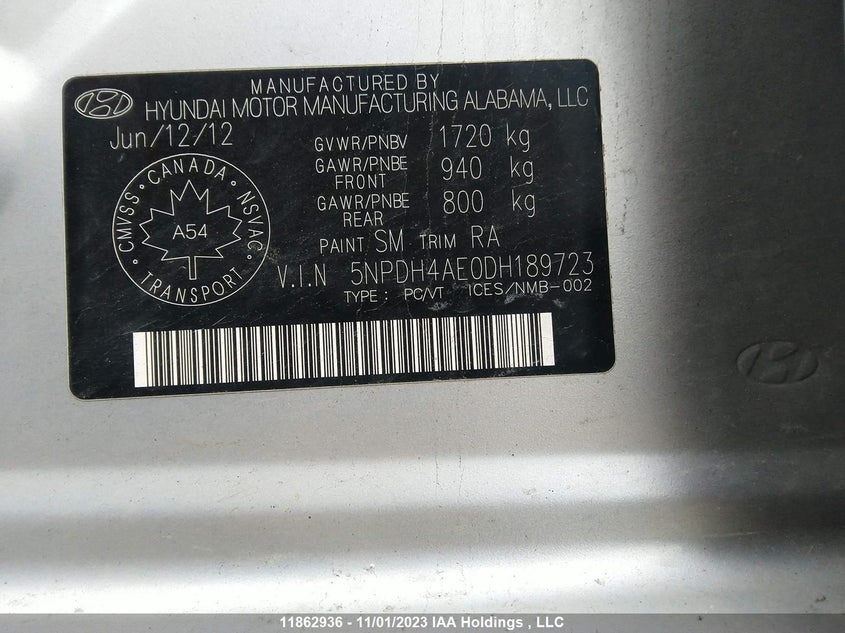 MANUFACTURED BY
HYUNDAI MOTOR MANUFACTURING ALABAMA, LLC
Jun/12/12
GVWR/PNBV 1720 kg
GAWR/PNBE FRONT 940 kg
GAWR/PNBE REAR 800 kg
PAINT SM TRIM RA
V.I.N 5NPDH4AE0DH189723
TYPE : PC/VT ICES/NMB-002
CMVSS • CANADA • NSVAC • TRANSPORT •
A54
11862936 - 11/01/2023 IAA Holdings , LLC